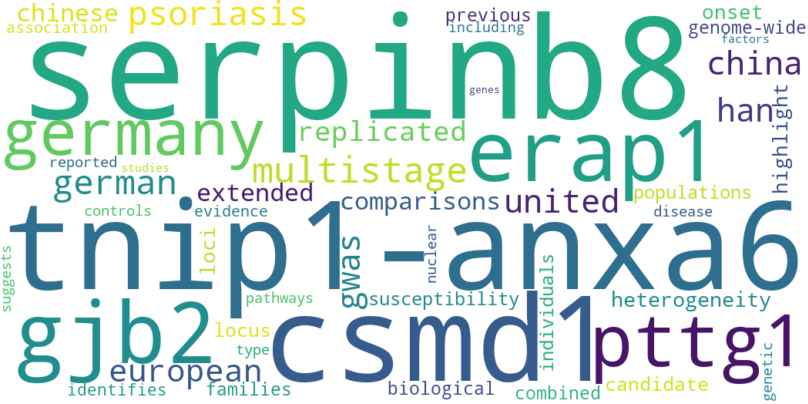 chinese psoriasis previous onset
association including genome-wide
factors
serpinb8 china
genes
han
germany replicated erap1 highlight
reported studies multistage
german extended comparisons united populations
controls evidence disease
tnip1-anxa6
suggests loci gwas nuclear individuals
pathways susceptibility heterogeneity
gjb2 csmd1 pttg1
locus
type
european
identifies families biological combined candidate genetic